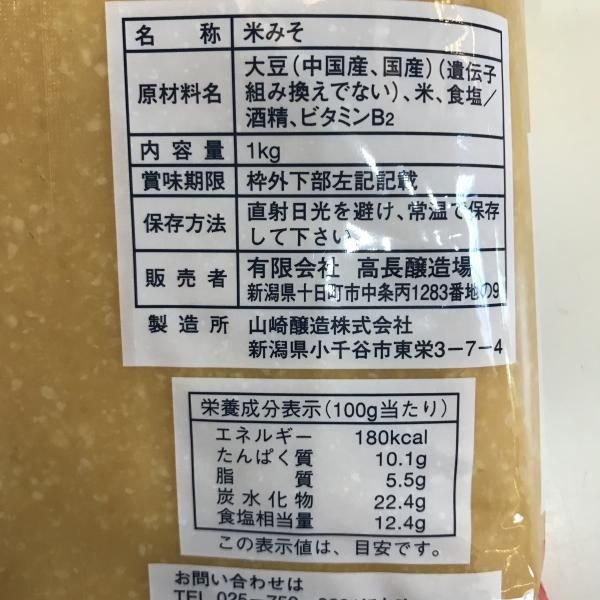 名称 米みそ
原材料名 大豆(中国産、国産)(遺伝子
組み換えでない)、米、食塩/
酒精、ビタミンB2
内容量 1kg
賞味期限 枠外下部左記記載
保存方法 直射日光を避け、常温で保存
して下さい
販売者 有限会社 高長醸造場
新潟県十日町市中条丙1283番地の9
製造所 山崎醸造株式会社
新潟県小千谷市東栄3-7-4
栄養成分表示(100g当たり)
エネルギー 180kcal
たんぱく質 10.1g
脂質 5.5g
炭水化物 22.4g
食塩相当量 12.4g
この表示値は、目安です。
お問い合わせは
TEL 025-75